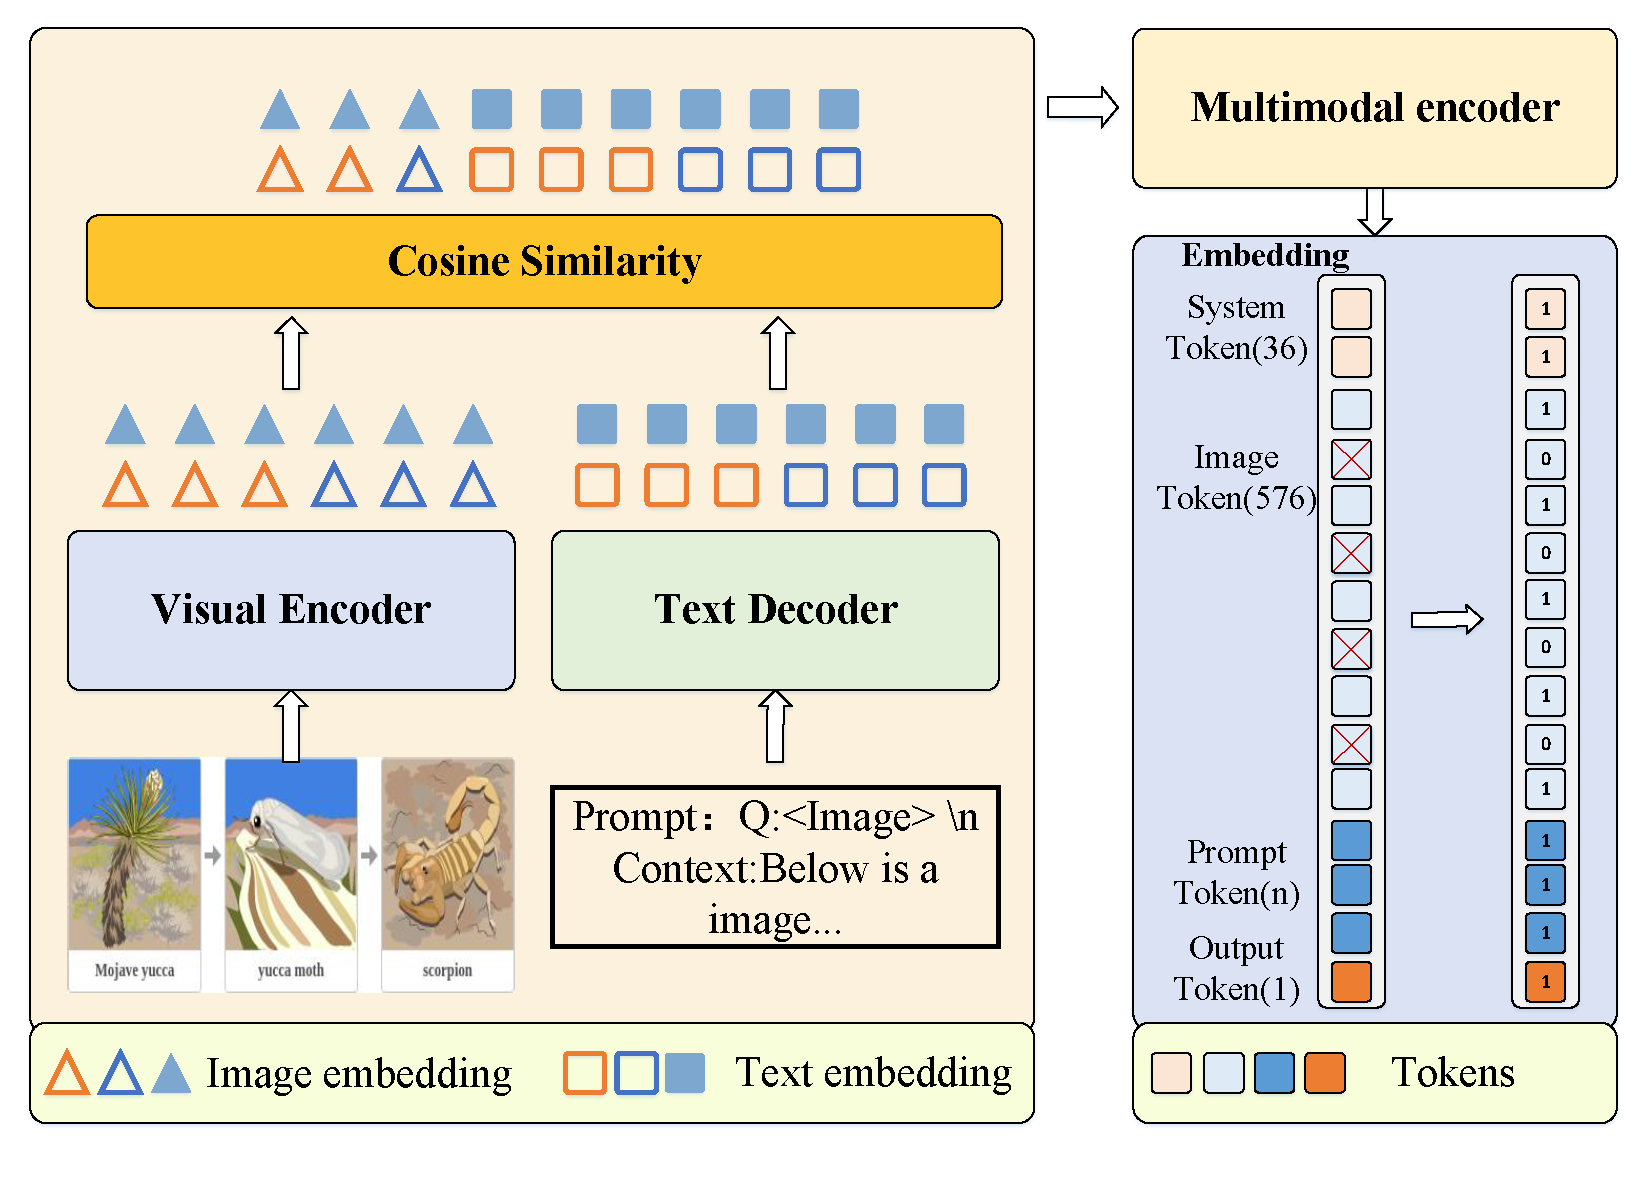 Cosine Similarity
Visual Encoder
Text Decoder
Mojave yucca
yucca moth
scorpion
Prompt：Q:<Image> \n
Context:Below is a
image...
Image embedding
Text embedding
Multimodal encoder
Embedding
System
Token(36)
Image
Token(576)
Prompt
Token(n)
Output
Token(1)
1
1
1
0
1
0
1
0
1
0
1
1
1
1
1
Tokens